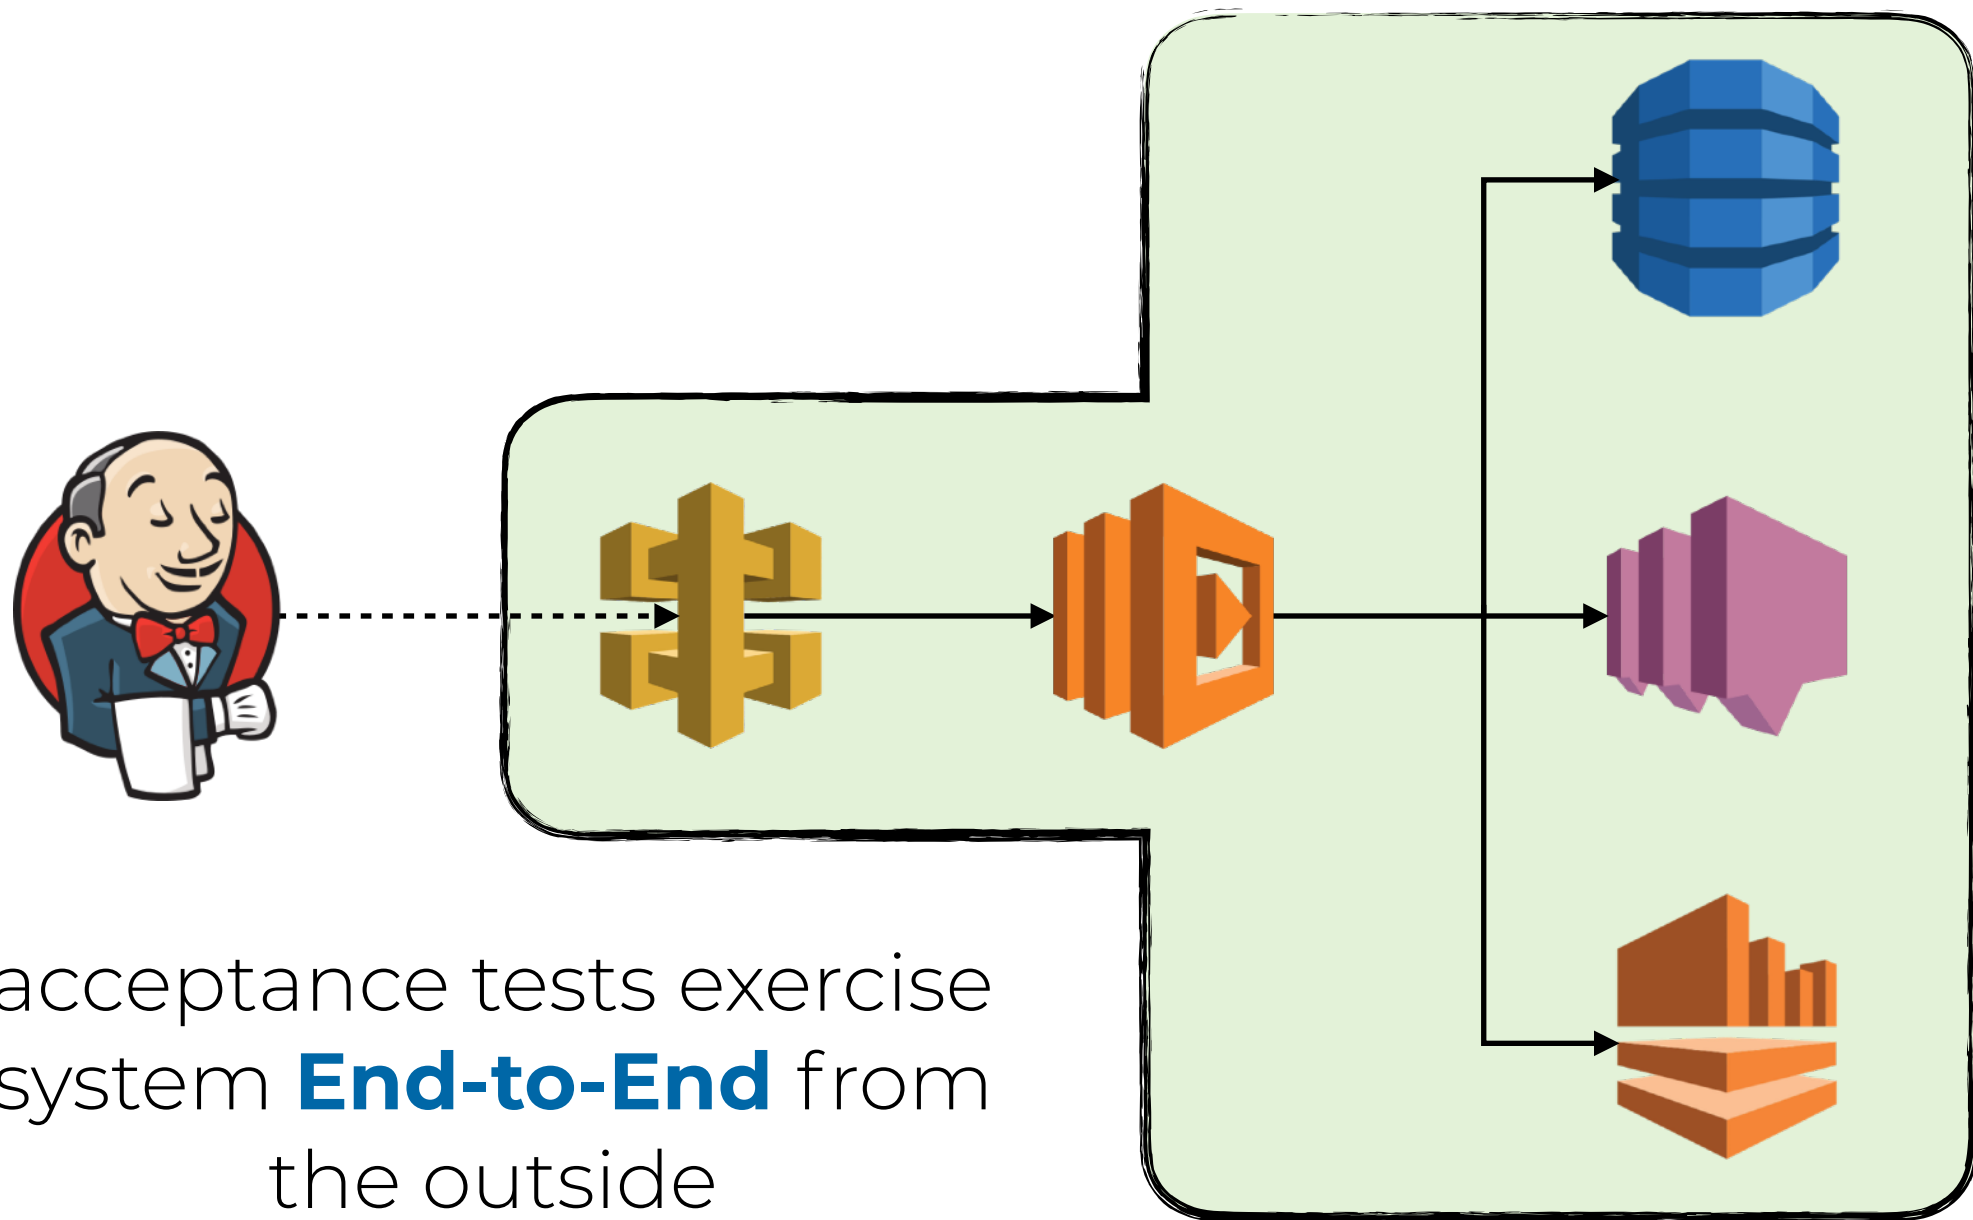 acceptance tests exercise
system End-to-End from
the outside